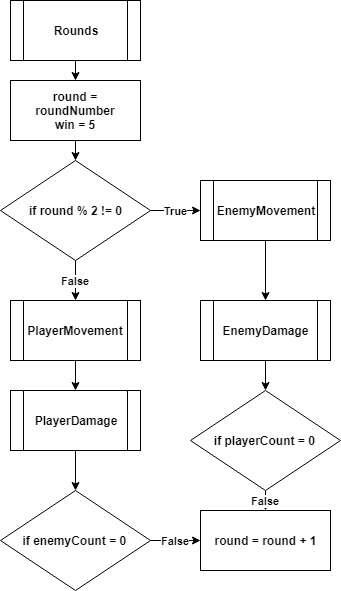 Rounds
round =
roundNumber
win = 5
if round % 2 != 0
True
EnemyMovement
False
PlayerMovement
EnemyDamage
PlayerDamage
if playerCount = 0
False
if enemyCount = 0
False
round = round + 1